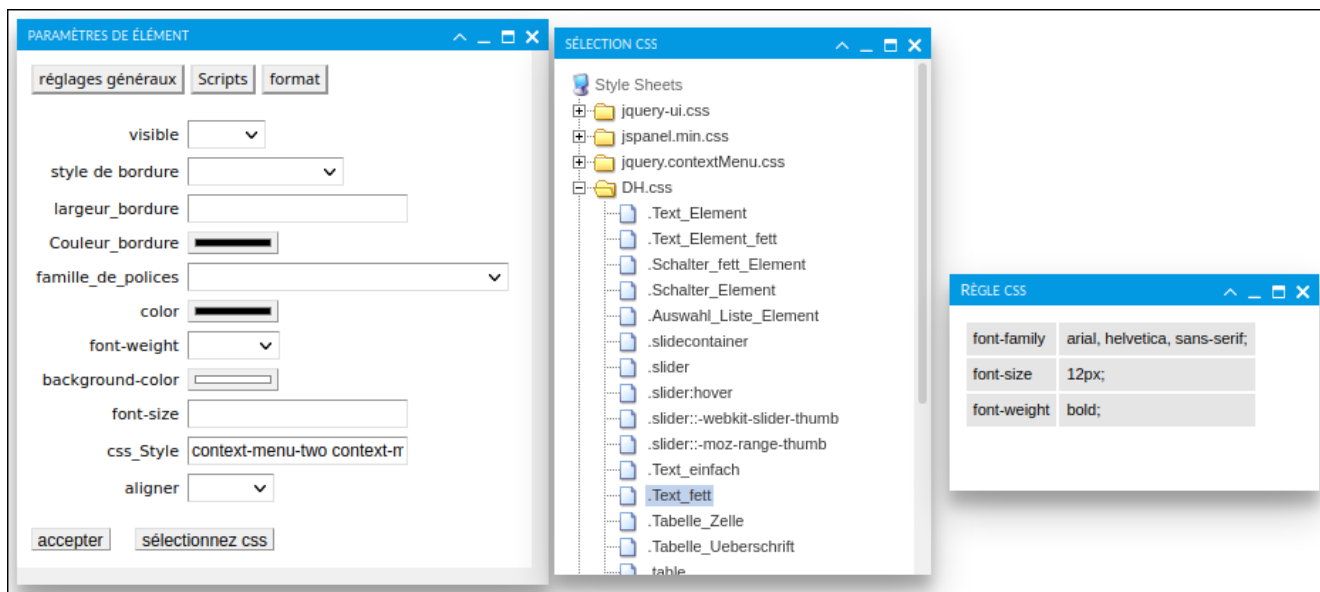 PARAMÈTRES DE ÉLÉMENT
réglages généraux Scripts format
visible
style de bordure
largeur_bordure
Couleur_bordure
famille_de_polices
color
font-weight
background-color
font-size
css_Style context-menu-two context-m
aligner
accepter sélectionnez css
SÉLECTION CSS
Style Sheets
jquery-ui.css
jspanel.min.css
jquery.contextMenu.css
DH.css
.Text_Element
.Text_Element_fett
.Schalter_fett_Element
.Schalter_Element
.Auswahl_Liste_Element
.slidecontainer
.slider
.slider:hover
.slider::-webkit-slider-thumb
.slider::-moz-range-thumb
.Text_einfach
.Text_fett
.Tabelle_Zelle
.Tabelle_Ueberschrift
.table
RÈGLE CSS
font-family arial, helvetica, sans-serif;
font-size 12px;
font-weight bold;